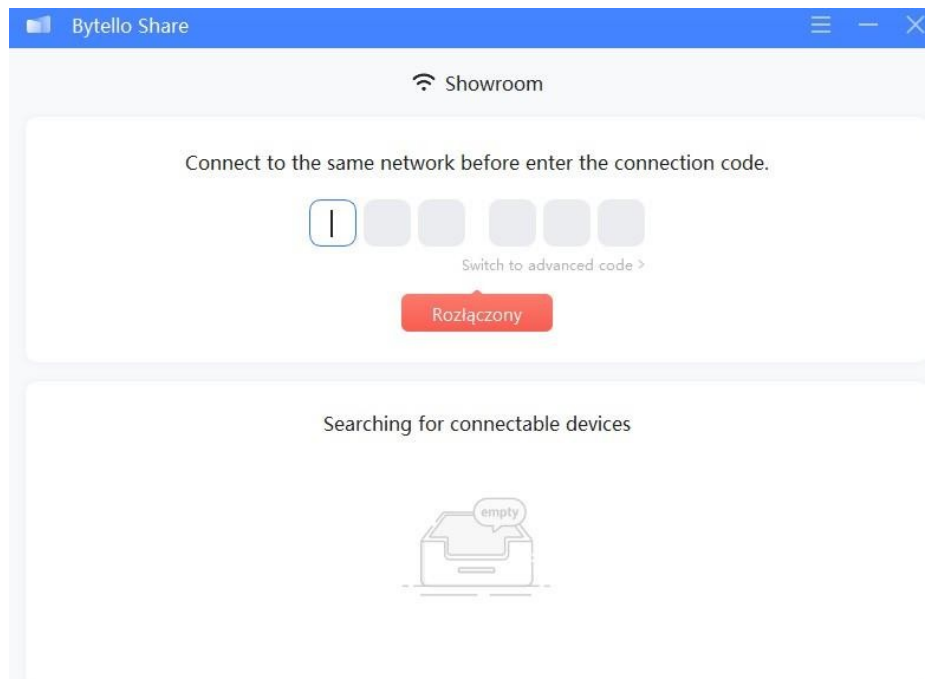 Bytello Share
Showroom
Connect to the same network before enter the connection code.
Switch to advanced code >
Rozłączony
Searching for connectable devices
empty